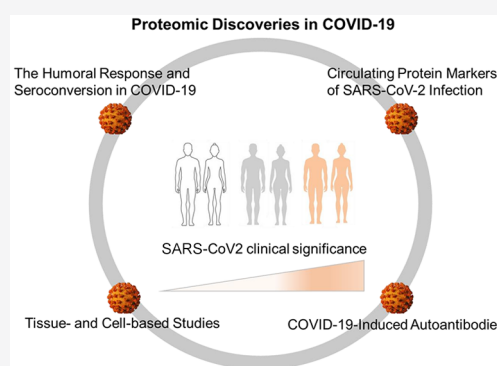 Proteomic Discoveries in COVID-19
The Humoral Response and
Seroconversion in COVID-19
Circulating Protein Markers
of SARS-CoV-2 Infection
SARS-CoV2 clinical significance
Tissue- and Cell-based Studies
COVID-19-Induced Autoantibodie